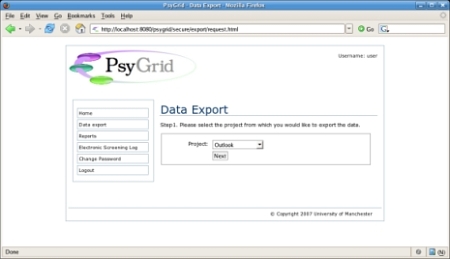 PsyGrid - Data Export - Mozilla Firefox
File Edit View Go Bookmarks Tools Help
http://localhost:8080/psygrid/secure/export/request.html
Go
PsyGrid
Username: user
Home
Data export
Reports
Electronic Screening Log
Change Password
Logout
Data Export
Step1. Please select the project from which you would like to export the data.
Project: Outlook
Next
© Copyright 2007 University of Manchester
Done